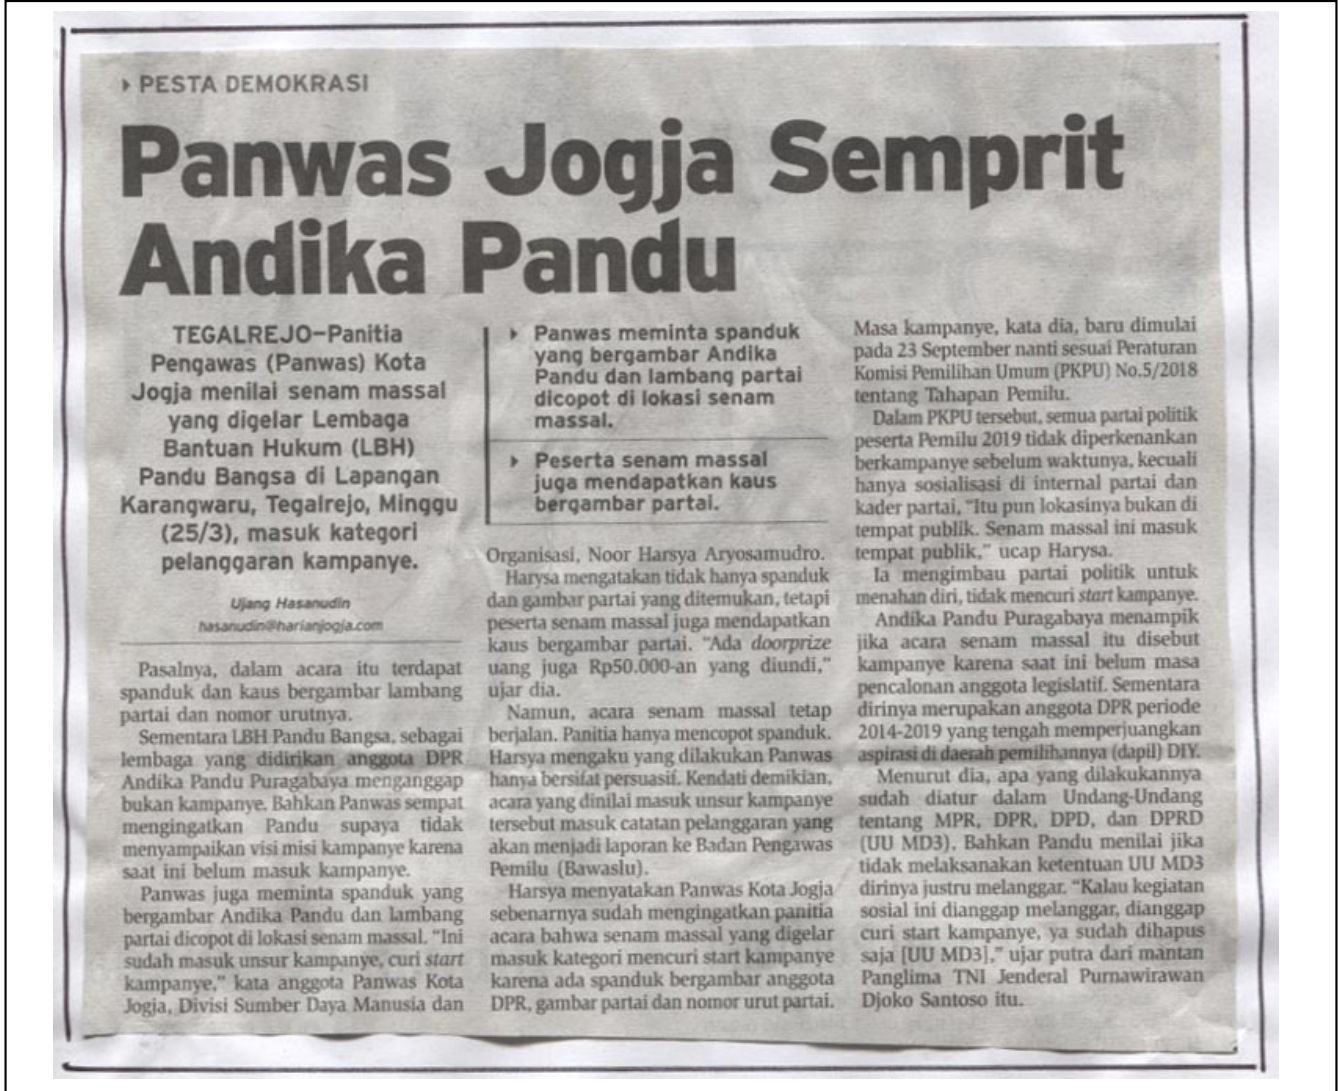 PESTA DEMOKRASI
Panwas Jogja Semprit
Andika Pandu
TEGALREJO–Panitia
Pengawas (Panwas) Kota
Jogja menilai senam massal
yang digelar Lembaga
Bantuan Hukum (LBH)
Pandu Bangsa di Lapangan
Karangwaru, Tegalrejo, Minggu
(25/3), masuk kategori
pelanggaran kampanye.
Ujang Hasanudin
hasanudin@harianjogja.com
Pasalnya, dalam acara itu terdapat
spanduk dan kaus bergambar lambang
partai dan nomor urutnya.
Sementara LBH Pandu Bangsa, sebagai
lembaga yang didirikan anggota DPR
Andika Pandu Puragabaya menganggap
bukan kampanye. Bahkan Panwas sempat
mengingatkan Pandu supaya tidak
menyampaikan visi misi kampanye karena
saat ini belum masuk kampanye.
Panwas juga meminta spanduk yang
bergambar Andika Pandu dan lambang
partai dicopot di lokasi senam massal. “Ini
sudah masuk unsur kampanye, curi start
kampanye,” kata anggota Panwas Kota
Jogja, Divisi Sumber Daya Manusia dan
Panwas meminta spanduk
yang bergambar Andika
Pandu dan lambang partai
dicopot di lokasi senam
massal.
Peserta senam massal
juga mendapatkan kaus
bergambar partai.
Organisasi, Noor Harsya Aryosamudro.
Harysa mengatakan tidak hanya spanduk
dan gambar partai yang ditemukan, tetapi
peserta senam massal juga mendapatkan
kaus bergambar partai. “Ada doorprize
uang juga Rp50.000-an yang diundi,”
ujar dia.
Namun, acara senam massal tetap
berjalan. Panitia hanya mencopot spanduk.
Harsya mengaku yang dilakukan Panwas
hanya bersifat persuasif. Kendati demikian,
acara yang dinilai masuk unsur kampanye
tersebut masuk catatan pelanggaran yang
akan menjadi laporan ke Badan Pengawas
Pemilu (Bawaslu).
Harsya menyatakan Panwas Kota Jogja
sebenarnya sudah mengingatkan panitia
acara bahwa senam massal yang digelar
masuk kategori mencuri start kampanye
karena ada spanduk bergambar anggota
DPR, gambar partai dan nomor urut partai.
Masa kampanye, kata dia, baru dimulai
pada 23 September nanti sesuai Peraturan
Komisi Pemilihan Umum (PKPU) No.5/2018
tentang Tahapan Pemilu.
Dalam PKPU tersebut, semua partai politik
peserta Pemilu 2019 tidak diperkenankan
berkampanye sebelum waktunya, kecuali
hanya sosialisasi di internal partai dan
kader partai, “Itu pun lokasinya bukan di
tempat publik. Senam massal ini masuk
tempat publik,” ucap Harysa.
Ia mengimbau partai politik untuk
menahan diri, tidak mencuri start kampanye.
Andika Pandu Puragabaya menampik
jika acara senam massal itu disebut
kampanye karena saat ini belum masa
pencalonan anggota legislatif. Sementara
dirinya merupakan anggota DPR periode
2014-2019 yang tengah memperjuangkan
aspirasi di daerah pemilihannya (dapil) DIY.
Menurut dia, apa yang dilakukannya
sudah diatur dalam Undang-Undang
tentang MPR, DPR, DPD, dan DPRD
(UU MD3). Bahkan Pandu menilai jika
tidak melaksanakan ketentuan UU MD3
dirinya justru melanggar. “Kalau kegiatan
sosial ini dianggap melanggar, dianggap
curi start kampanye, ya sudah dihapus
saja [UU MD3],” ujar putra dari mantan
Panglima TNI Jenderal Purnawirawan
Djoko Santoso itu.